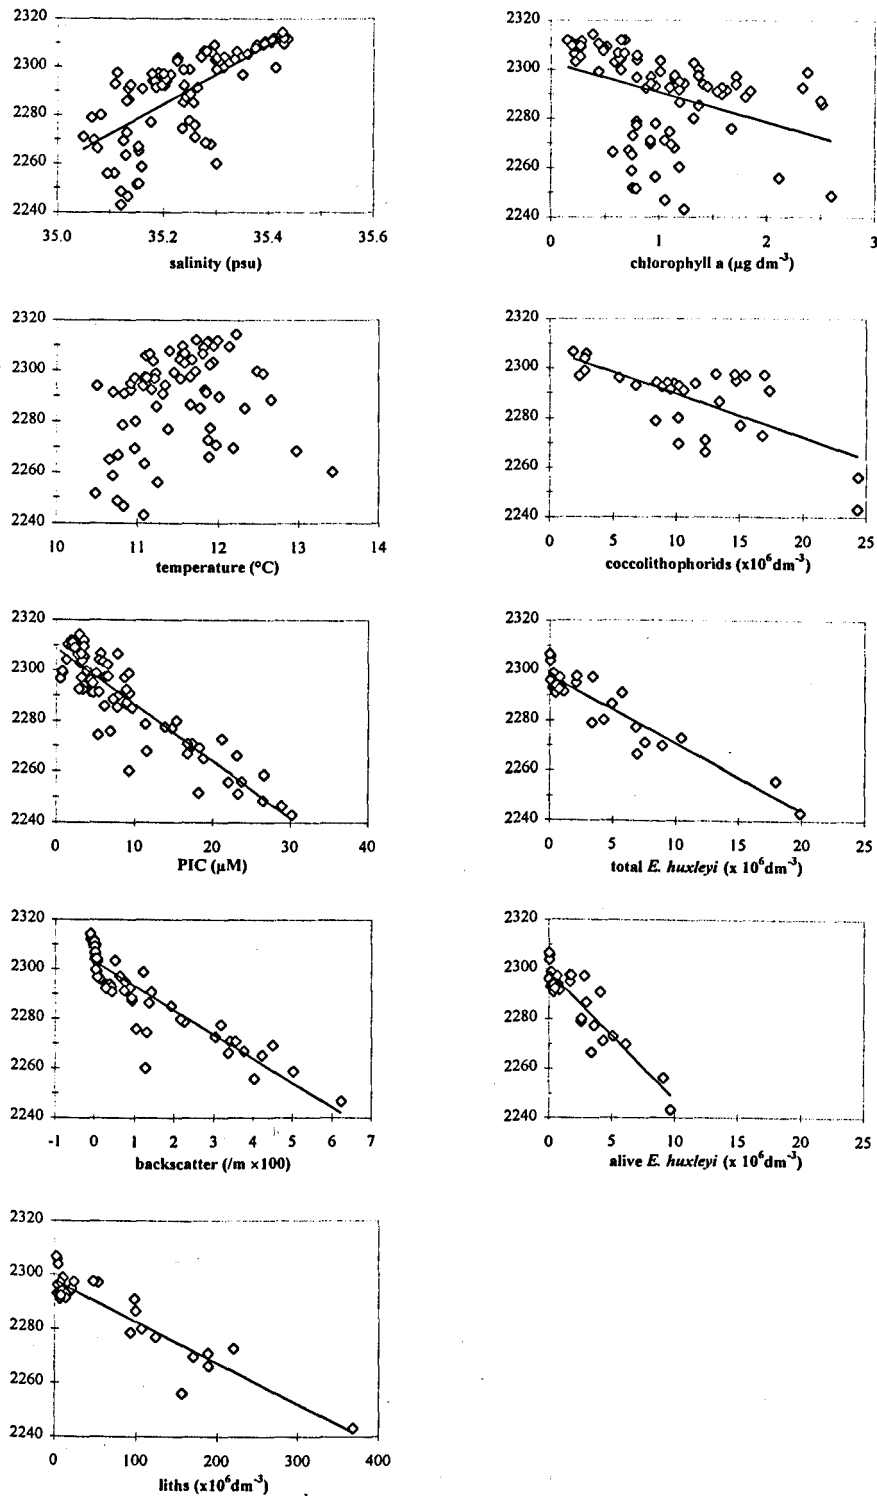 2320
2300
2280
2260
2240
35.0 35.2 35.4 35.6
salinity (psu)
2320
2300
2280
2260
2240
0 1 2 3
chlorophyll a (µg dm⁻³)
2320
2300
2280
2260
2240
10 11 12 13 14
temperature (°C)
2320
2300
2280
2260
2240
0 5 10 15 20 25
coccolithophorids (x10⁶dm⁻³)
2320
2300
2280
2260
2240
0 10 20 30 40
PIC (µM)
2320
2300
2280
2260
2240
0 5 10 15 20 25
total E. huxleyi (x 10⁶dm⁻³)
2320
2300
2280
2260
2240
-1 0 1 2 3 4 5 6 7
backscatter (/m ×100)
2320
2300
2280
2260
2240
0 5 10 15 20 25
alive E. huxleyi (x 10⁶dm⁻³)
2320
2300
2280
2260
2240
0 100 200 300 400
liths (x10⁶dm⁻³)